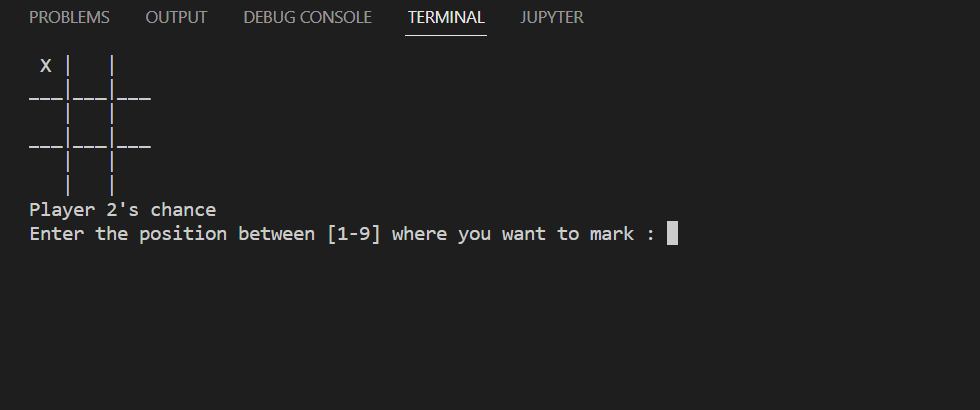 PROBLEMS OUTPUT DEBUG CONSOLE TERMINAL JUPYTER
 X |   |
___|___|___
   |   |
___|___|___
   |   |
   |   |
Player 2's chance
Enter the position between [1-9] where you want to mark :